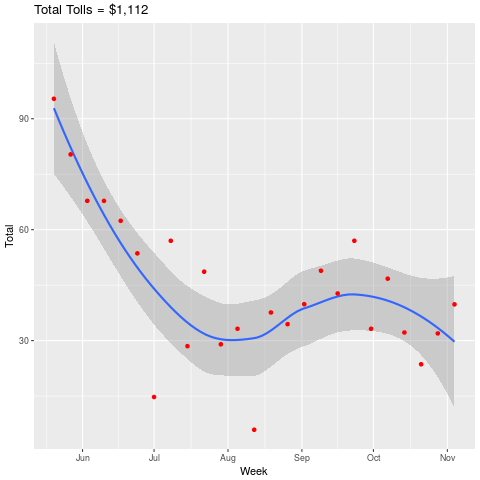 Total Tolls = $1,112
90
60
30
Total
Jun Jul Aug Sep Oct Nov
Week